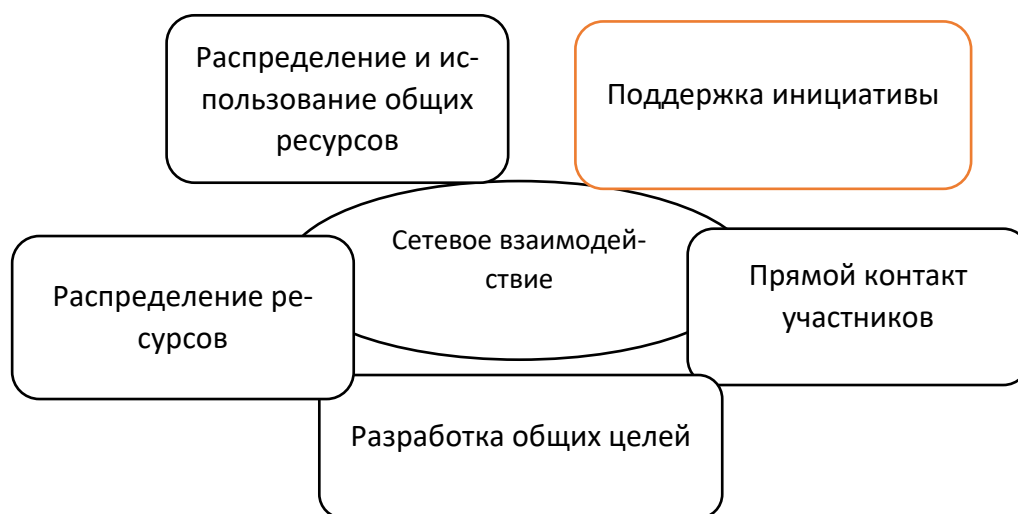 Распределение и ис-
пользование общих
ресурсов
Поддержка инициативы
Сетевое взаимодей-
ствие
Распределение ре-
сурсов
Прямой контакт
участников
Разработка общих целей